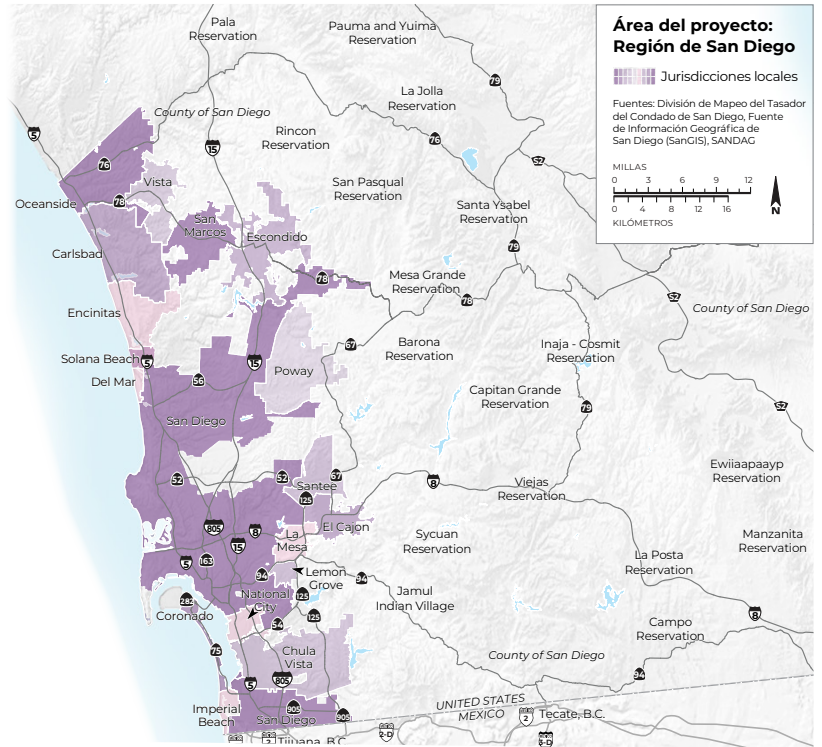 Área del proyecto:
Región de San Diego
Jurisdicciones locales
Fuentes: División de Mapeo del Tasador
del Condado de San Diego, Fuente
de Información Geográfica de
San Diego (SanGIS), SANDAG
MILLAS
0 3 6 9 12
0 4 8 12 16
KILÓMETROS
N
Pala
Reservation
Pauma and Yuima
Reservation
79
La Jolla
Reservation
County of San Diego
5
15
Rincon
Reservation
76
S2
76
Vista
San Pasqual
Reservation
78
Oceanside
Santa Ysabel
Reservation
San
Marcos
Escondido
79
Carlsbad
78
Mesa Grande
Reservation
78
S2
County of San Diego
Encinitas
67
Barona
Reservation
Inaja - Cosmit
Reservation
Solana Beach
5
15
Del Mar
56
Poway
Capitan Grande
Reservation
79
S2
San Diego
52
52
67
Santee
125
8
Viejas
Reservation
Ewiiaapaayp
Reservation
805
8
El Cajon
La
Mesa
15
Sycuan
Reservation
Manzanita
Reservation
5
163
94
Lemon
Grove
94
La Posta
Reservation
282
National
City
125
Jamul
Indian Village
Coronado
54
125
8
Campo
Reservation
75
Chula
Vista
County of San Diego
94
5
805
UNITED STATES
MEXICO
Imperial
Beach
905
San Diego
905
2
Tecate, B.C.
2-D
3-D
2
Tijuana, B.C.